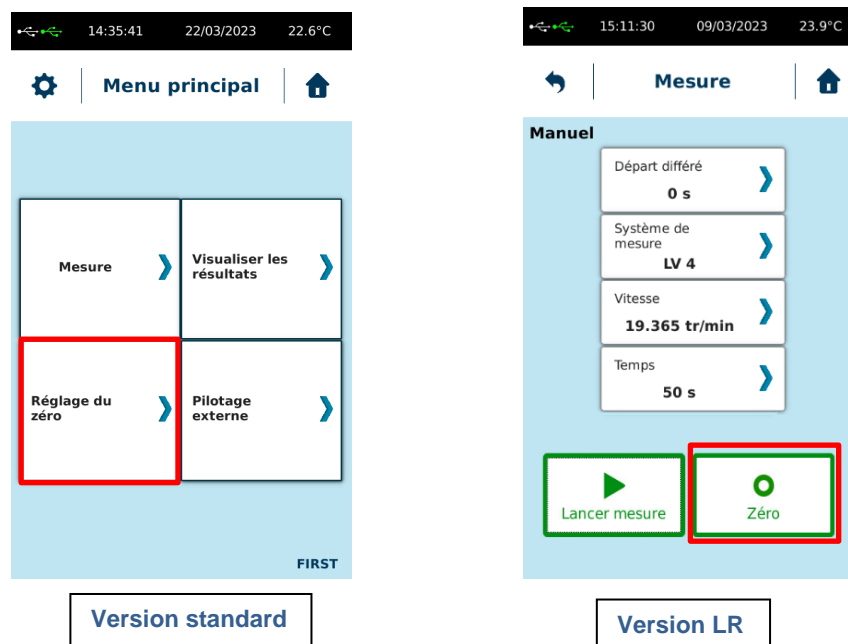 14:35:41 22/03/2023 22.6°C
Menu principal
Mesure
Visualiser les
résultats
Réglage du
zéro
Pilotage
externe
FIRST
Version standard
15:11:30 09/03/2023 23.9°C
Mesure
Manuel
Départ différé
0 s
Système de
mesure
LV 4
Vitesse
19.365 tr/min
Temps
50 s
Lancer mesure
Zéro
Version LR